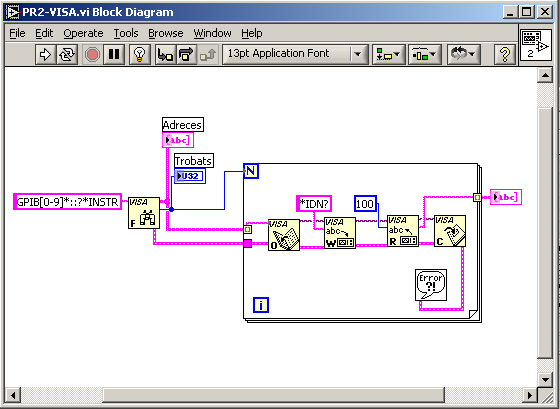 PR2-VISA.vi Block Diagram
File Edit Operate Tools Browse Window Help
13pt Application Font
2
Adreces
abc
Trobats
U32
N
GPIB[0-9]*::?*INSTR
VISA
F
*IDN?
100
abc
VISA
O
VISA
abc
W
VISA
abc
R
VISA
C
Error
?!
i